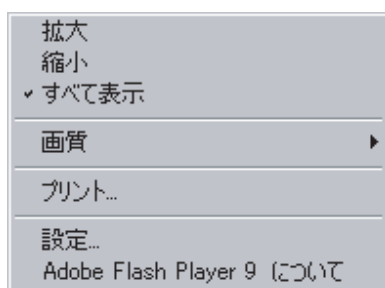 拡大
縮小
すべて表示
画質
プリント...
設定...
Adobe Flash Player 9 について